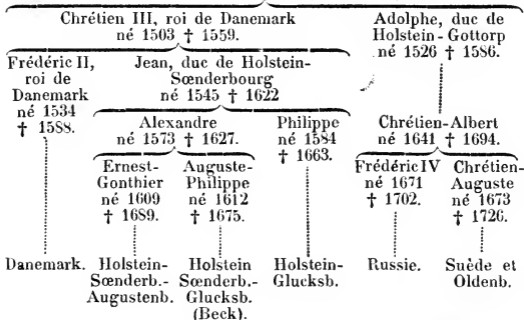 Chrétien III, roi de Danemark
né 1503 † 1559.
Adolphe, duc de
Holstein-Gottorp
né 1526 † 1586.
Frédéric II,
roi de
Danemark
né 1534
† 1588.
Jean, duc de Holstein-
Sœnderbourg
né 1545 † 1622
Alexandre
né 1573 † 1627.
Philippe
né 1584
† 1663.
Chrétien-Albert
né 1641 † 1694.
Ernest-
Gonthier
né 1609
† 1689.
Auguste-
Philippe
né 1612
† 1675.
Frédéric IV
né 1671
† 1702.
Chrétien-
Auguste
né 1673
† 1726.
Danemark.
Holstein-
Sœnderb.-
Augustenb.
Holstein
Sœnderb.-
Glucksb.
(Beck).
Holstein-
Glucksb.
Russie.
Suède et
Oldenb.